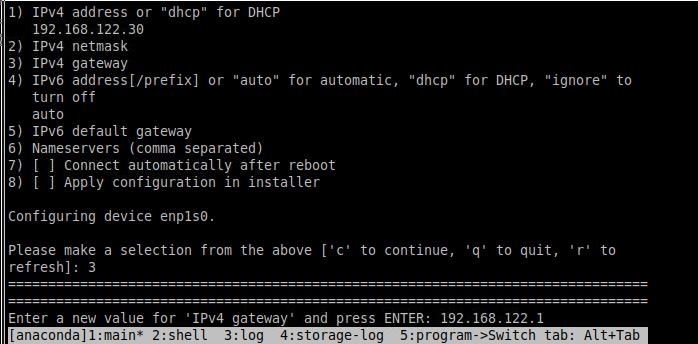 1) IPv4 address or "dhcp" for DHCP
   192.168.122.30
2) IPv4 netmask
3) IPv4 gateway
4) IPv6 address[/prefix] or "auto" for automatic, "dhcp" for DHCP, "ignore" to
   turn off
   auto
5) IPv6 default gateway
6) Nameservers (comma separated)
7) [ ] Connect automatically after reboot
8) [ ] Apply configuration in installer
Configuring device enp1s0.
Please make a selection from the above ['c' to continue, 'q' to quit, 'r' to
refresh]: 3
================================================================================
================================================================================
Enter a new value for 'IPv4 gateway' and press ENTER: 192.168.122.1
[anaconda]1:main* 2:shell  3:log  4:storage-log  5:program->Switch tab: Alt+Tab